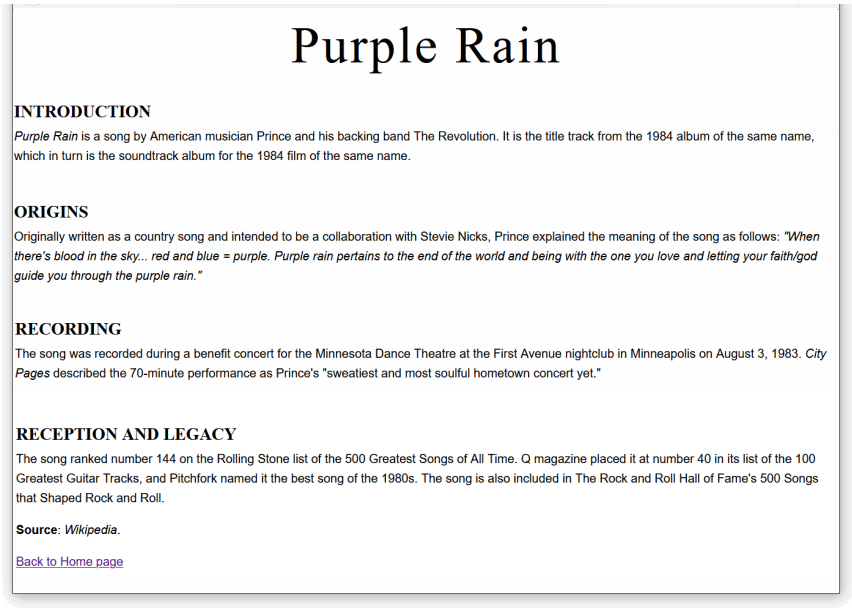 Purple Rain
INTRODUCTION
Purple Rain is a song by American musician Prince and his backing band The Revolution. It is the title track from the 1984 album of the same name,
which in turn is the soundtrack album for the 1984 film of the same name.
ORIGINS
Originally written as a country song and intended to be a collaboration with Stevie Nicks, Prince explained the meaning of the song as follows: "When
there's blood in the sky... red and blue = purple. Purple rain pertains to the end of the world and being with the one you love and letting your faith/god
guide you through the purple rain."
RECORDING
The song was recorded during a benefit concert for the Minnesota Dance Theatre at the First Avenue nightclub in Minneapolis on August 3, 1983. City
Pages described the 70-minute performance as Prince's "sweatiest and most soulful hometown concert yet."
RECEPTION AND LEGACY
The song ranked number 144 on the Rolling Stone list of the 500 Greatest Songs of All Time. Q magazine placed it at number 40 in its list of the 100
Greatest Guitar Tracks, and Pitchfork named it the best song of the 1980s. The song is also included in The Rock and Roll Hall of Fame's 500 Songs
that Shaped Rock and Roll.
Source: Wikipedia.
Back to Home page